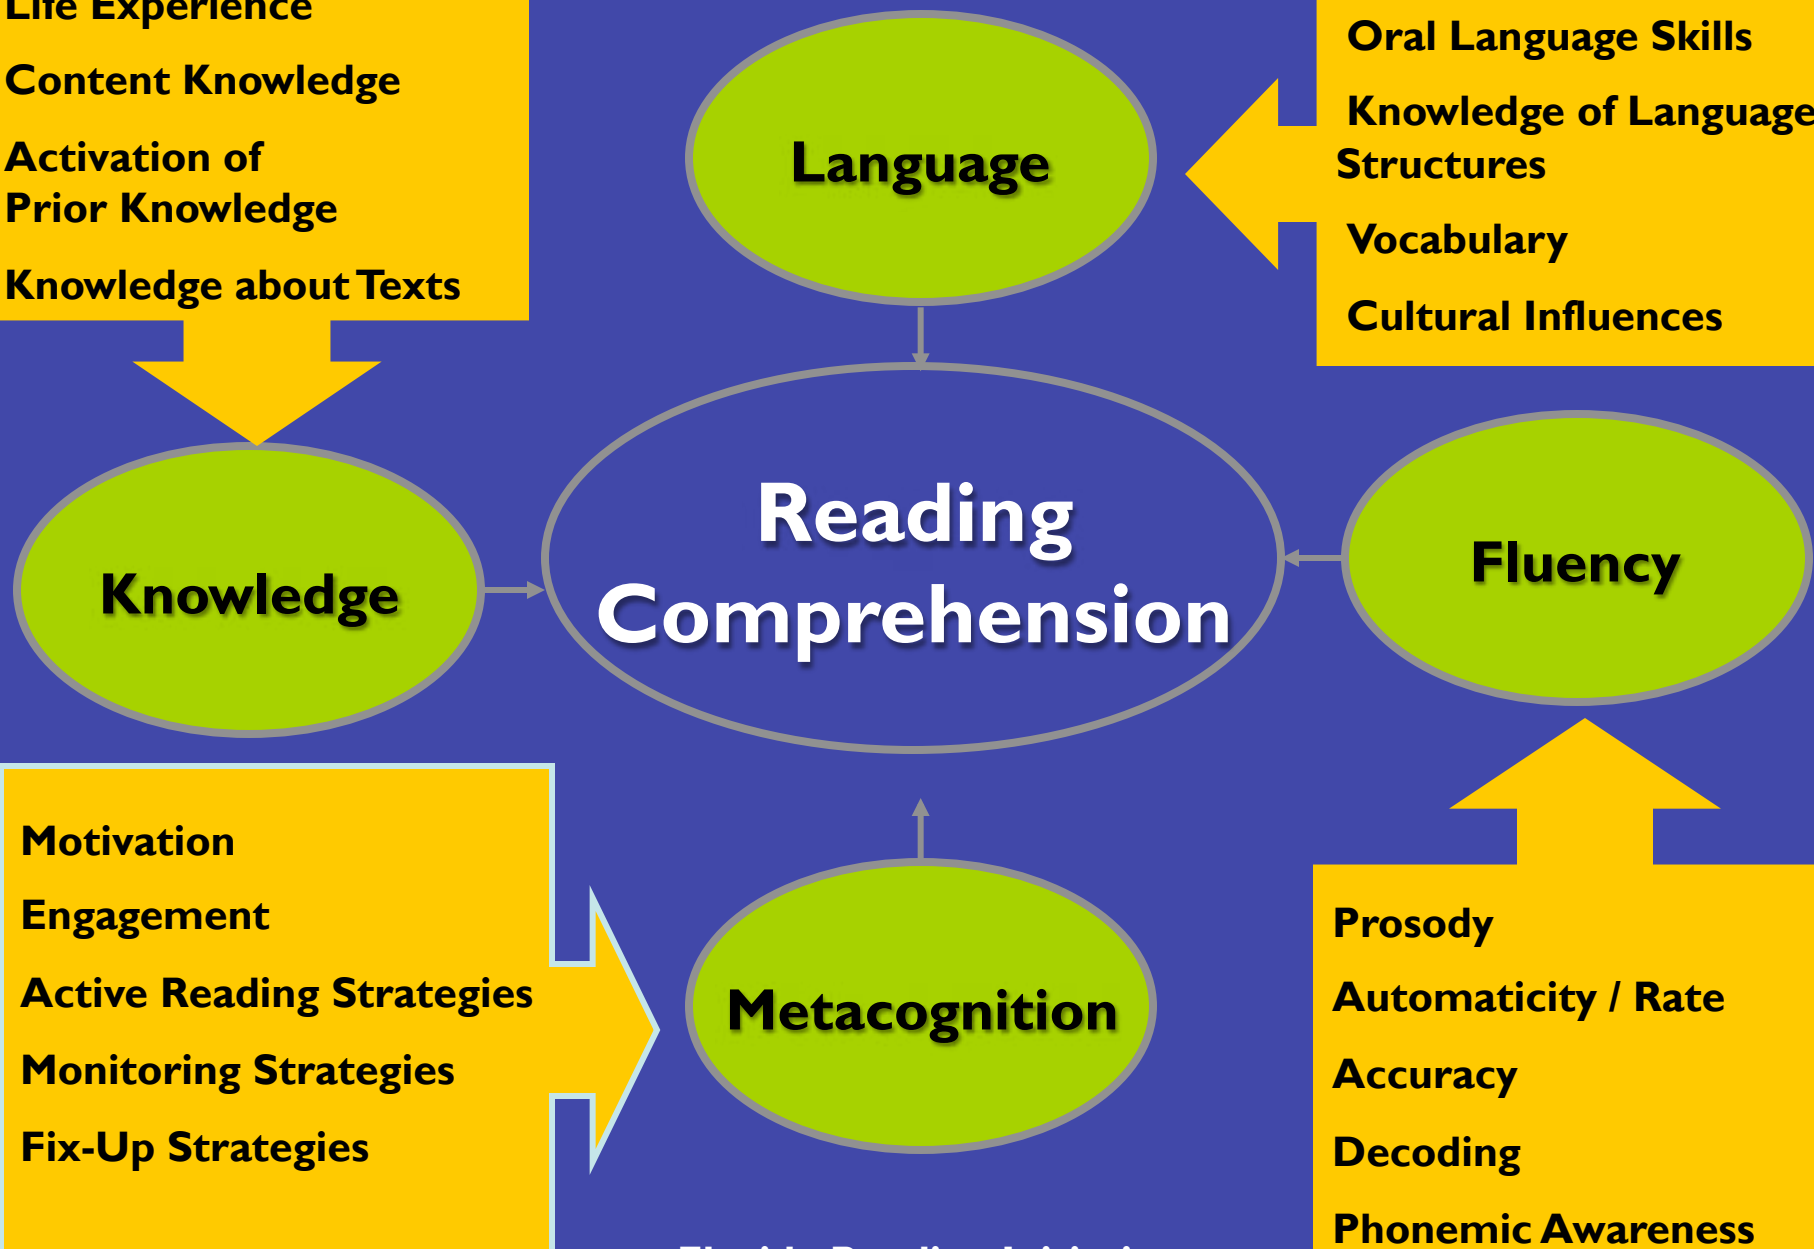 Life Experience
Content Knowledge
Activation of
Prior Knowledge
Knowledge about Texts
Language
Oral Language Skills
Knowledge of Language
Structures
Vocabulary
Cultural Influences
Knowledge
Reading
Comprehension
Fluency
Motivation
Engagement
Active Reading Strategies
Monitoring Strategies
Fix-Up Strategies
Metacognition
Prosody
Automaticity / Rate
Accuracy
Decoding
Phonemic Awareness